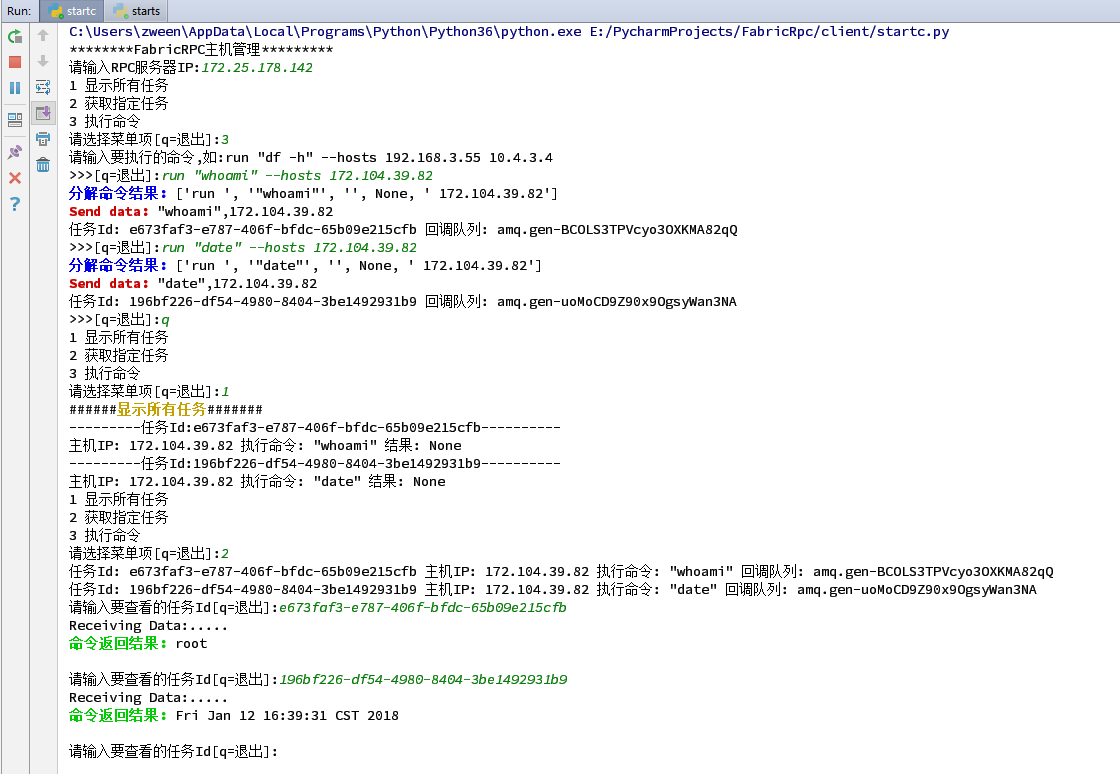 Run: startc starts
C:\Users\zween\AppData\Local\Programs\Python\Python36\python.exe E:/PycharmProjects/FabricRpc/client/startc.py
********FabricRPC主机管理*********
请输入RPC服务器IP:172.25.178.142
1 显示所有任务
2 获取指定任务
3 执行命令
请选择菜单项[q=退出]:3
请输入要执行的命令,如:run "df -h" --hosts 192.168.3.55 10.4.3.4
>>>[q=退出]:run "whoami" --hosts 172.104.39.82
分解命令结果: ['run ', '"whoami"', '', None, ' 172.104.39.82']
Send data: "whoami",172.104.39.82
任务Id: e673faf3-e787-406f-bfdc-65b09e215cfb 回调队列: amq.gen-BCOLS3TPVcyo3OXKMA82qQ
>>>[q=退出]:run "date" --hosts 172.104.39.82
分解命令结果: ['run ', '"date"', '', None, ' 172.104.39.82']
Send data: "date",172.104.39.82
任务Id: 196bf226-df54-4980-8404-3be1492931b9 回调队列: amq.gen-uoMoCD9Z90x9OgsyWan3NA
>>>[q=退出]:q
1 显示所有任务
2 获取指定任务
3 执行命令
请选择菜单项[q=退出]:1
######显示所有任务#######
---------任务Id:e673faf3-e787-406f-bfdc-65b09e215cfb----------
主机IP: 172.104.39.82 执行命令: "whoami" 结果: None
---------任务Id:196bf226-df54-4980-8404-3be1492931b9----------
主机IP: 172.104.39.82 执行命令: "date" 结果: None
1 显示所有任务
2 获取指定任务
3 执行命令
请选择菜单项[q=退出]:2
任务Id: e673faf3-e787-406f-bfdc-65b09e215cfb 主机IP: 172.104.39.82 执行命令: "whoami" 回调队列: amq.gen-BCOLS3TPVcyo3OXKMA82qQ
任务Id: 196bf226-df54-4980-8404-3be1492931b9 主机IP: 172.104.39.82 执行命令: "date" 回调队列: amq.gen-uoMoCD9Z90x9OgsyWan3NA
请输入要查看的任务Id[q=退出]:e673faf3-e787-406f-bfdc-65b09e215cfb
Receiving Data:.....
命令返回结果: root
请输入要查看的任务Id[q=退出]:196bf226-df54-4980-8404-3be1492931b9
Receiving Data:.....
命令返回结果: Fri Jan 12 16:39:31 CST 2018
请输入要查看的任务Id[q=退出]: